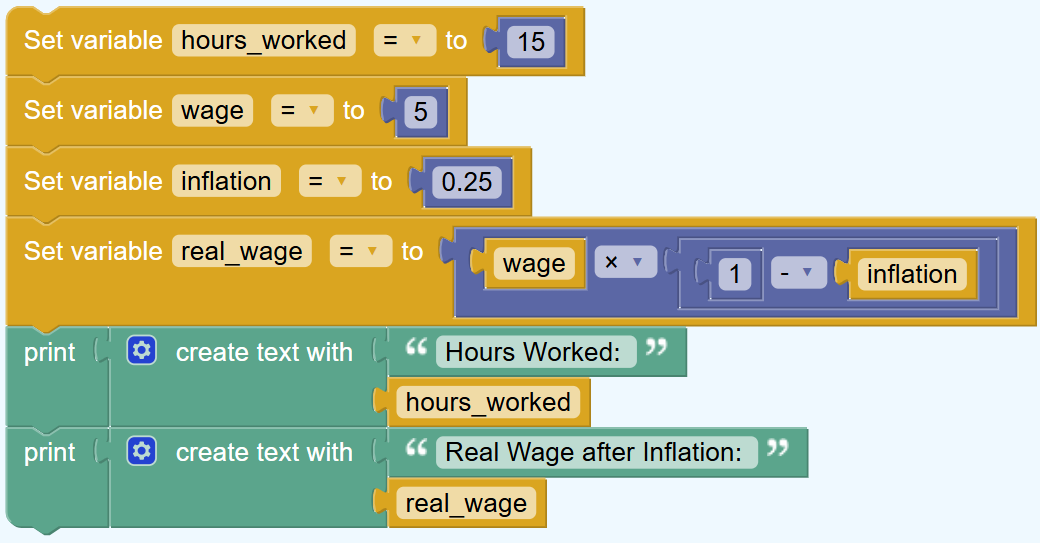 Set variable hours_worked = to 15
Set variable wage = to 5
Set variable inflation = to 0.25
Set variable real_wage = to wage × 1 - inflation
print create text with “ Hours Worked: ”
hours_worked
print create text with “ Real Wage after Inflation: ”
real_wage